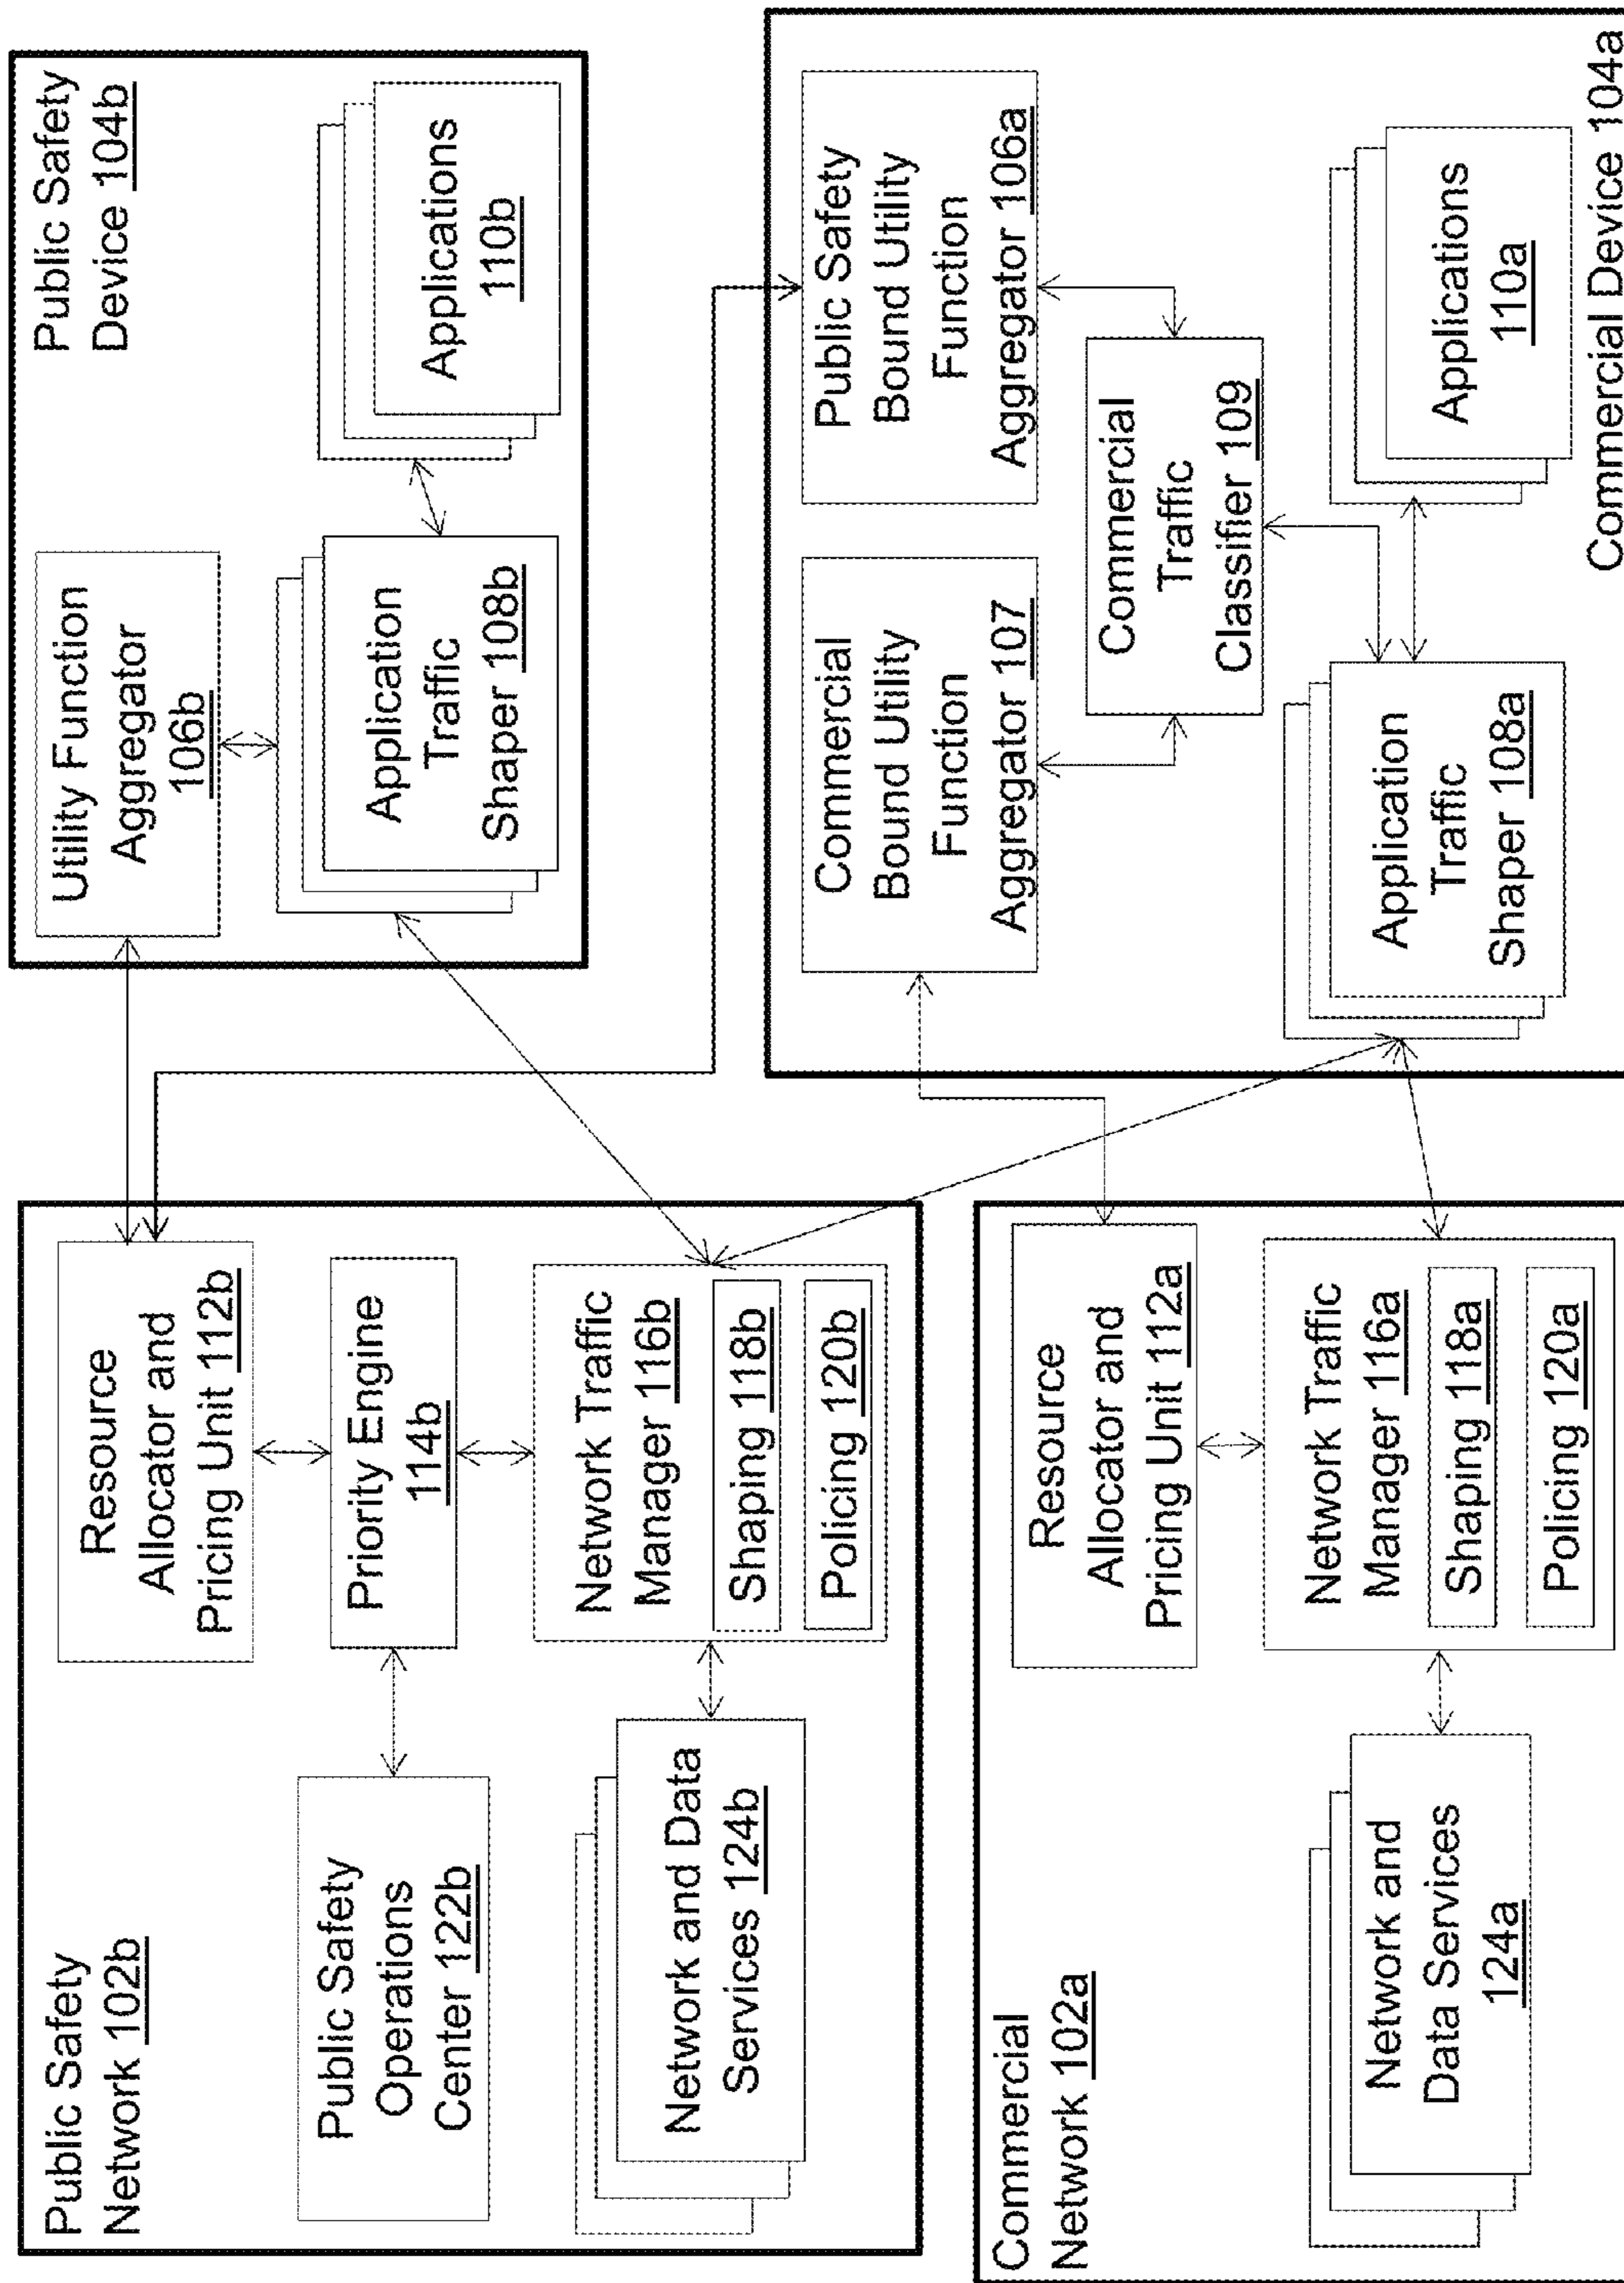 Public Safety
Network 102b
Resource
Allocator and
Pricing Unit 112b
Public Safety
Operations
Center 122b
Priority Engine
114b
Network and Data
Services 124b
Network Traffic
Manager 116b
Shaping 118b
Policing 120b
Public Safety
Device 104b
Utility Function
Aggregator
106b
Application
Traffic
Shaper 108b
Applications
110b
Commercial
Network 102a
Resource
Allocator and
Pricing Unit 112a
Network and
Data Services
124a
Network Traffic
Manager 116a
Shaping 118a
Policing 120a
Commercial
Bound Utility
Function
Aggregator 107
Public Safety
Bound Utility
Function
Aggregator 106a
Commercial
Traffic
Classifier 109
Application
Traffic
Shaper 108a
Applications
110a
Commercial Device 104a